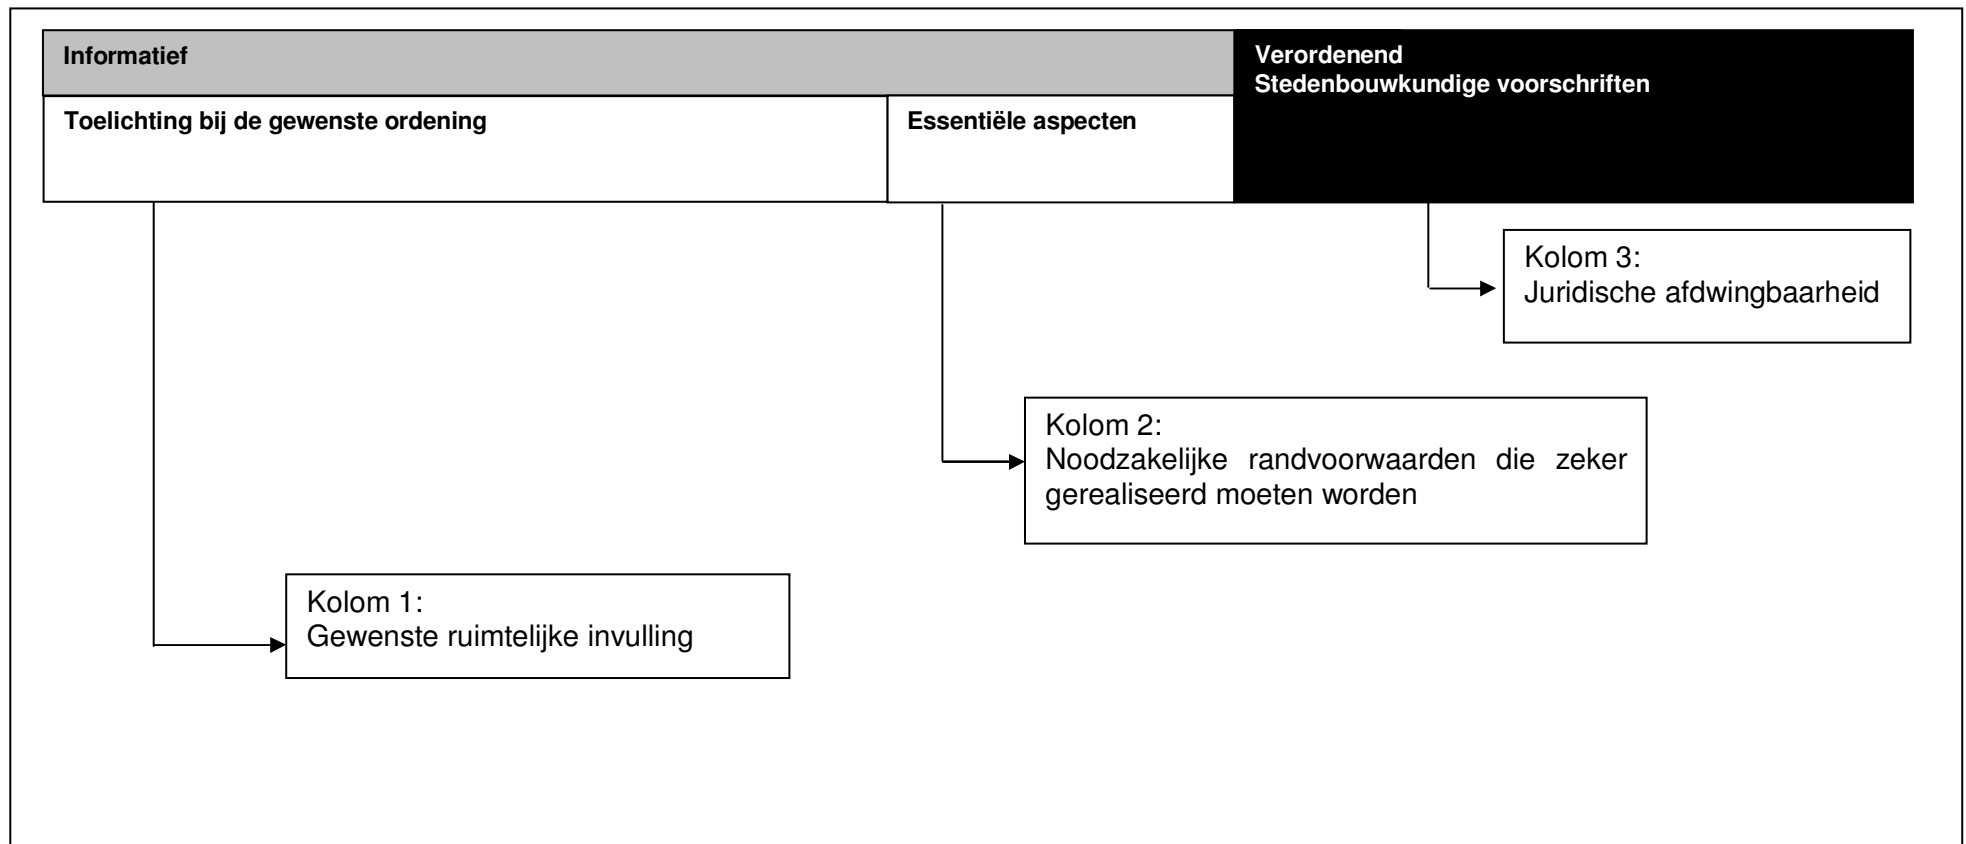 Informatief
Verordenend
Stedenbouwkundige voorschriften
Toelichting bij de gewenste ordening
Essentiële aspecten
Kolom 3:
Juridische afdwingbaarheid
Kolom 2:
Noodzakelijke randvoorwaarden die zeker
gerealiseerd moeten worden
Kolom 1:
Gewenste ruimtelijke invulling